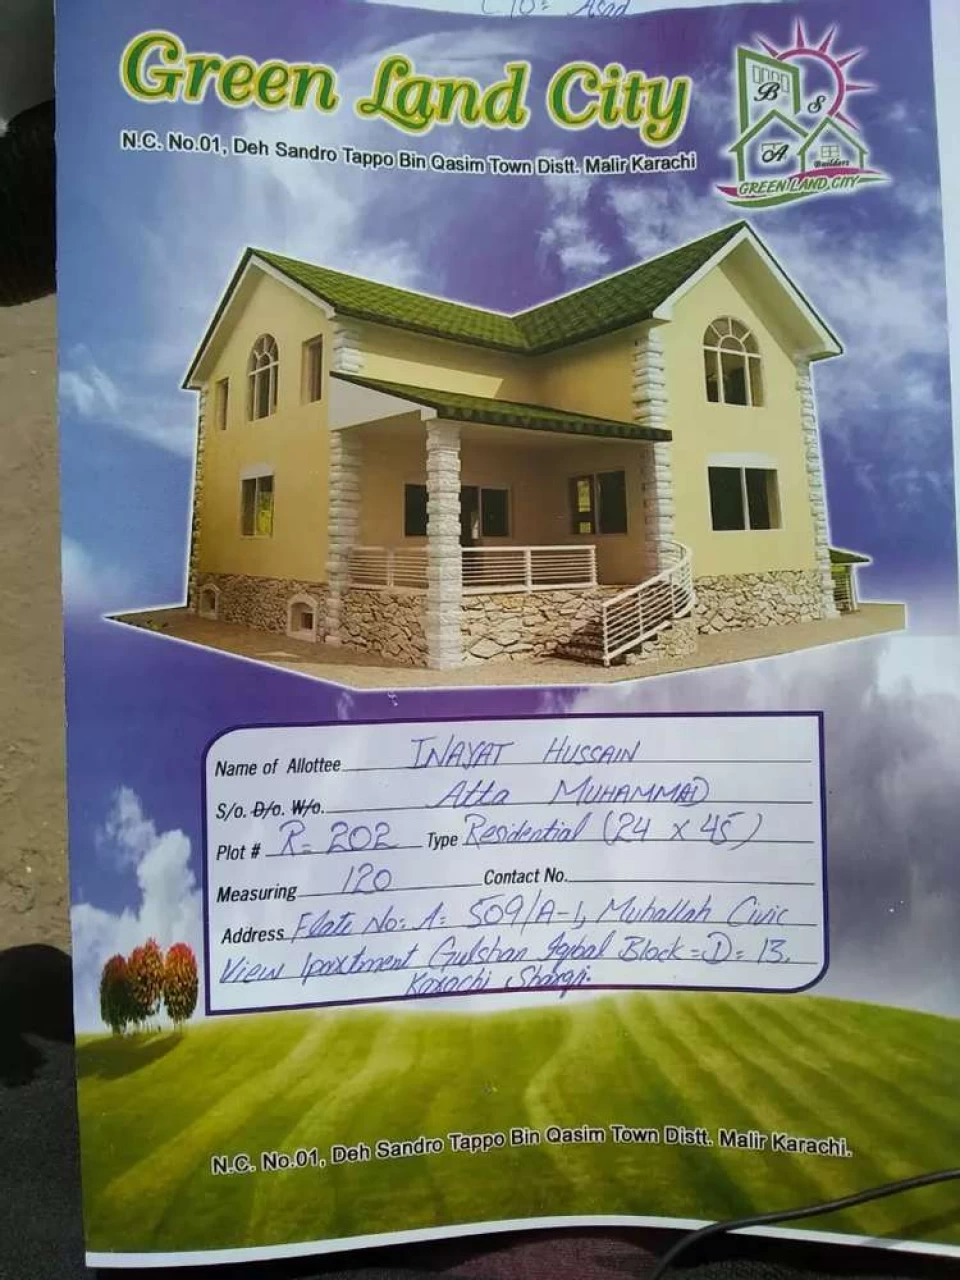 C/O: Asad
Green Land City
N.C. No.01, Deh Sandro Tappo Bin Qasim Town Distt. Malir Karachi
B S
A Builders
GREEN LAND CITY
Name of Allottee INAYAT HUSSAIN
S/o. D/o. W/o. Atta MUHAMMAD
Plot # R= 202 Type Residential (24 x 45)
Measuring 120 Contact No.
Address Flate No: A= 509/A-1, Muhallah Civic
View Ipartment Gulshan Iqbal Block=D=13.
Karachi Sharqi.
N.C. No.01, Deh Sandro Tappo Bin Qasim Town Distt. Malir Karachi.